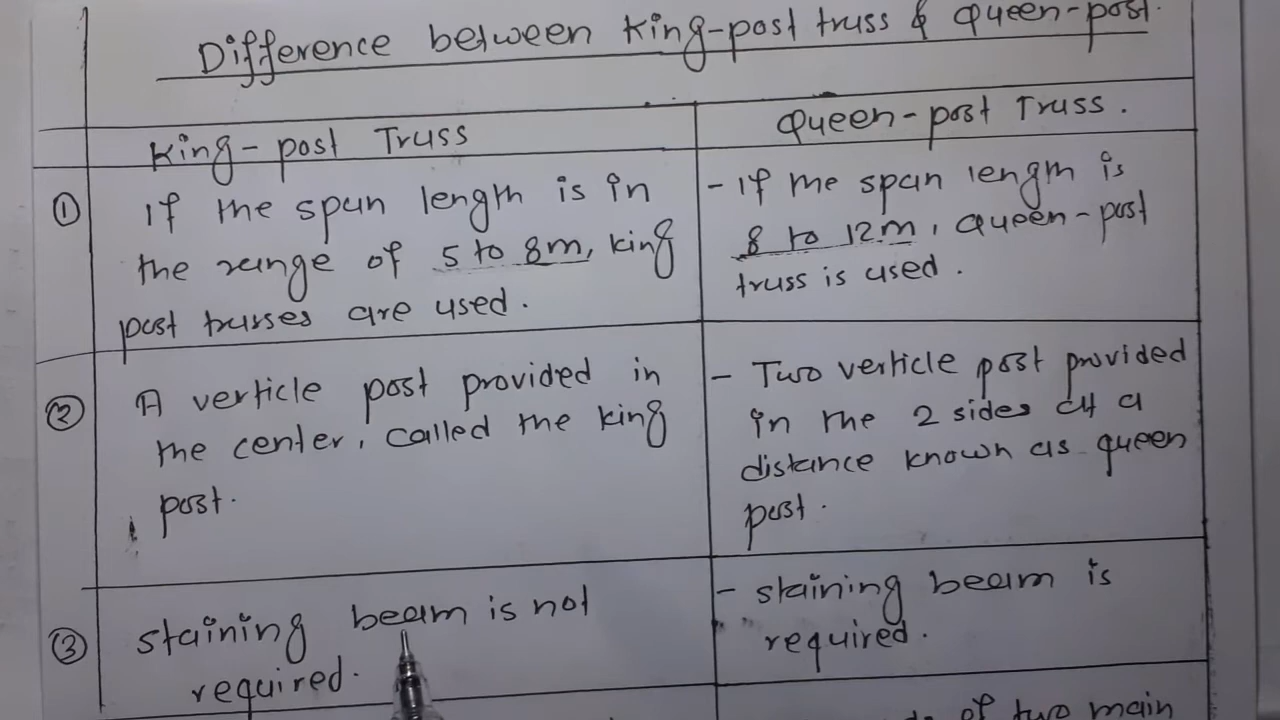 Difference between King-post truss & Queen-post.
King-post Truss
Queen-post Truss.
① If the span length is in
the range of 5 to 8m, king
post trusses are used.
- If the span length is
8 to 12m, Queen-post
truss is used.
② A verticle post provided in
the center, called the king
post.
- Two verticle post provided
in the 2 sides at a
distance known as queen
post.
③ staining beam is not
required.
- staining beam is
required.
of two main